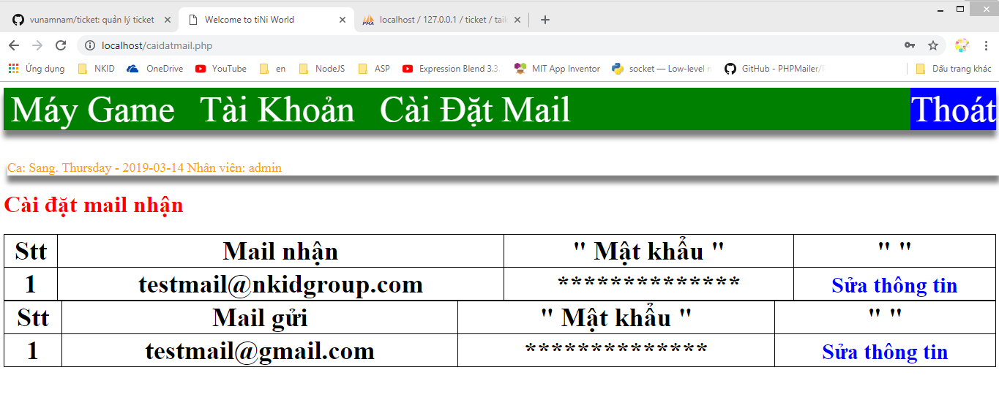 vunamnam/ticket: quản lý ticket
Welcome to tiNi World
localhost / 127.0.0.1 / ticket / taik
localhost/caidatmail.php
Ứng dụng NKID OneDrive YouTube en NodeJS ASP Expression Blend 3.3. MIT App Inventor socket — Low-level n GitHub - PHPMailer/P Dấu trang khác
Máy Game Tài Khoản Cài Đặt Mail Thoát
Ca: Sang. Thursday - 2019-03-14 Nhân viên: admin
Cài đặt mail nhận
Stt Mail nhận " Mật khẩu " " "
1 testmail@nkidgroup.com ************** Sửa thông tin
Stt Mail gửi " Mật khẩu " " "
1 testmail@gmail.com ************** Sửa thông tin